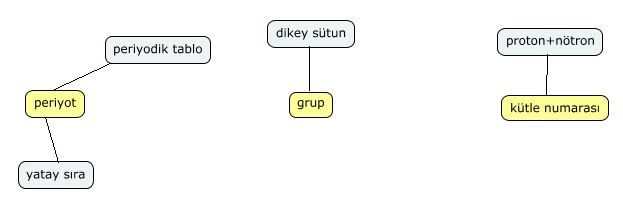 periyodik tablo
periyot
yatay sıra
dikey sütun
grup
proton+nötron
kütle numarası